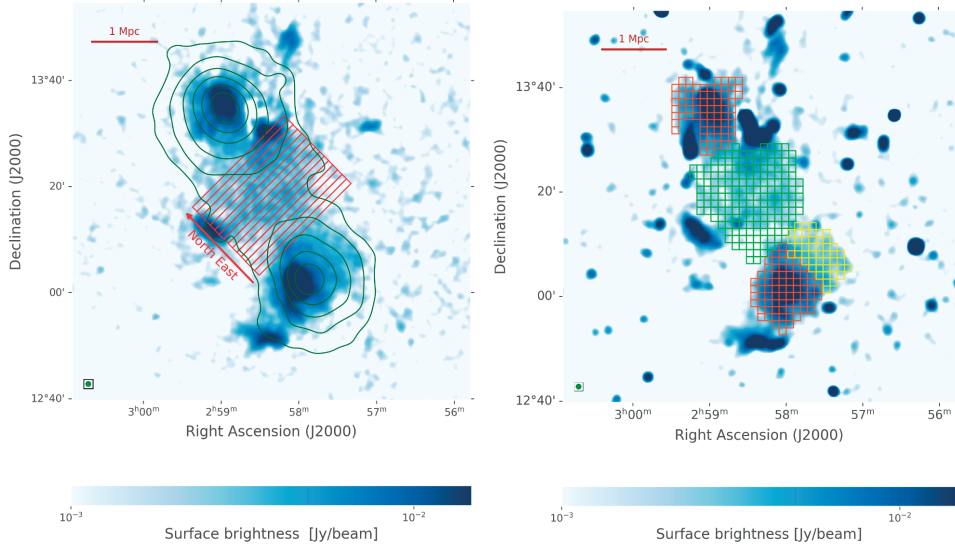 1 Mpc
13°40'
20'
00'
12°40'
Declination (J2000)
North East
3ʰ00ᵐ
2ʰ59ᵐ
58ᵐ
57ᵐ
56ᵐ
Right Ascension (J2000)
10⁻³
10⁻²
Surface brightness [Jy/beam]
1 Mpc
13°40'
20'
00'
12°40'
Declination (J2000)
3ʰ00ᵐ
2ʰ59ᵐ
58ᵐ
57ᵐ
56ᵐ
Right Ascension (J2000)
10⁻³
10⁻²
Surface brightness [Jy/beam]